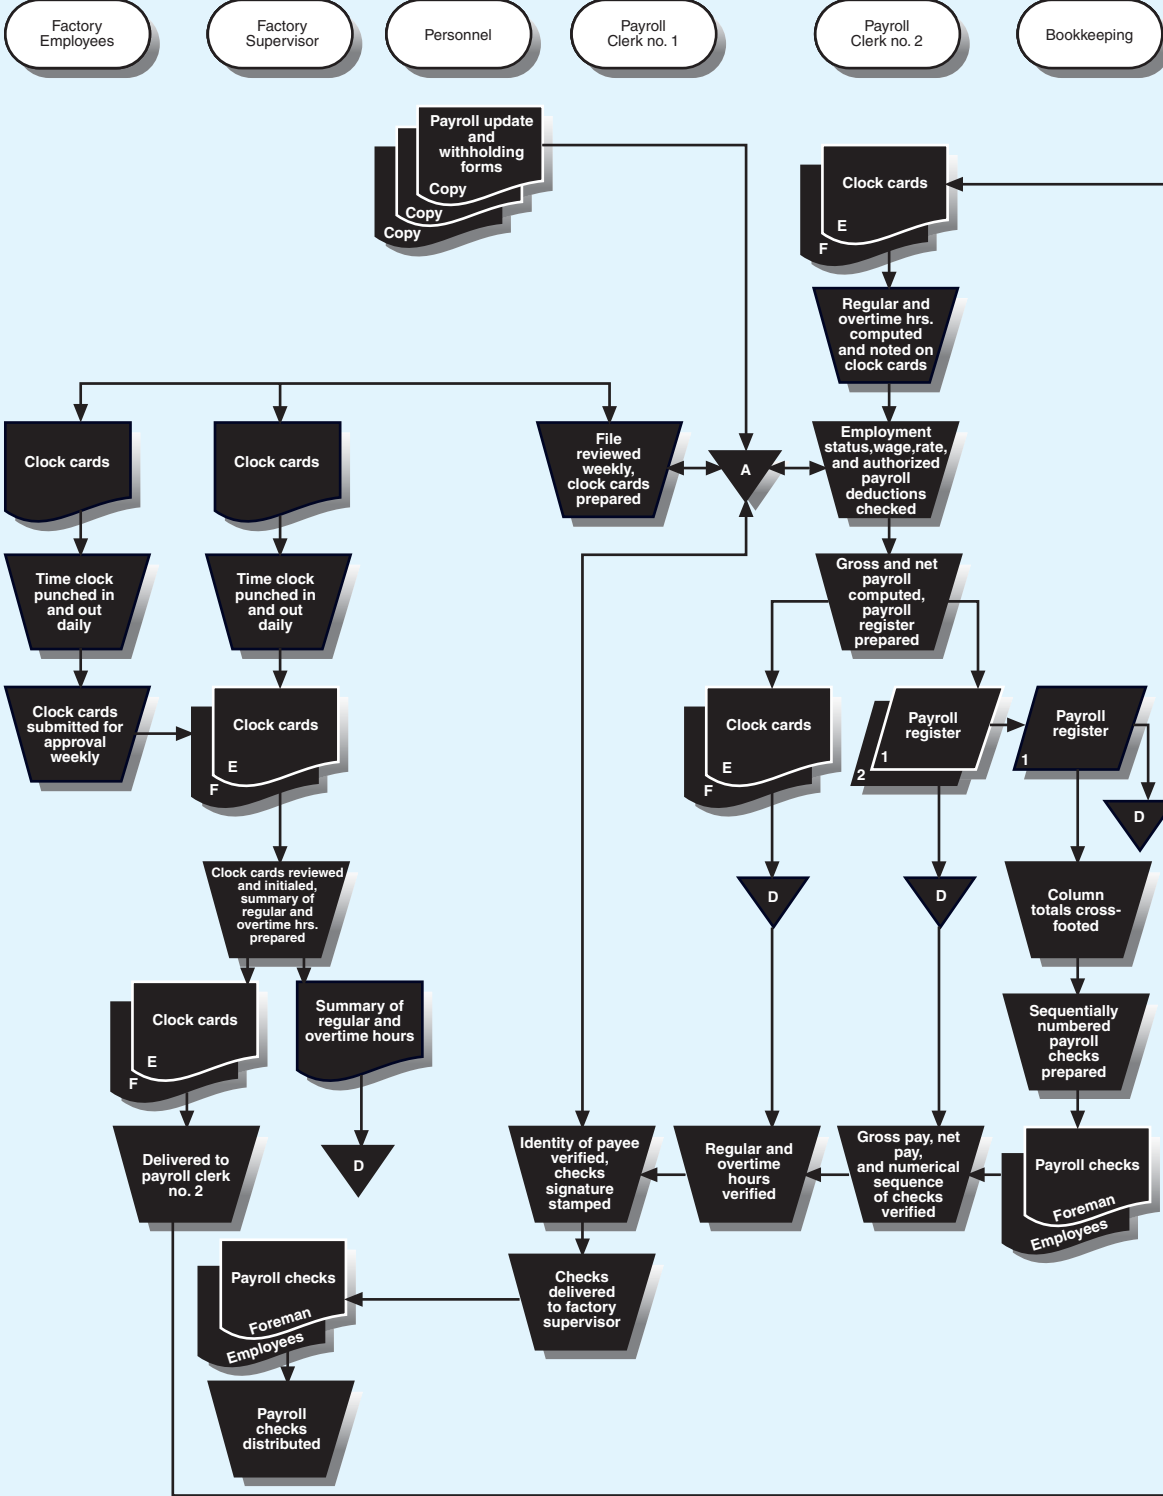 Factory
Employees
Factory
Supervisor
Personnel
Payroll
Clerk no. 1
Payroll
Clerk no. 2
Bookkeeping
Payroll update
and
withholding
forms
Copy
Copy
Copy
Clock cards
E
F
Regular and
overtime hrs.
computed
and noted on
clock cards
Clock cards
Clock cards
File
reviewed
weekly,
clock cards
prepared
A
Employment
status,wage,rate,
and authorized
payroll
deductions
checked
Time clock
punched in
and out
daily
Time clock
punched in
and out
daily
Gross and net
payroll
computed,
payroll
register
prepared
Clock cards
submitted for
approval
weekly
Clock cards
E
F
Clock cards
E
F
Payroll
register
1
2
Payroll
register
1
D
Clock cards reviewed
and initialed,
summary of
regular and
overtime hrs.
prepared
D
D
Column
totals cross-
footed
Clock cards
E
F
Summary of
regular and
overtime hours
Sequentially
numbered
payroll
checks
prepared
Delivered to
payroll clerk
no. 2
D
Identity of payee
verified,
checks
signature
stamped
Regular and
overtime
hours
verified
Gross pay, net
pay,
and numerical
sequence
of checks
verified
Payroll checks
Foreman
Employees
Payroll checks
Foreman
Employees
Checks
delivered
to factory
supervisor
Payroll
checks
distributed